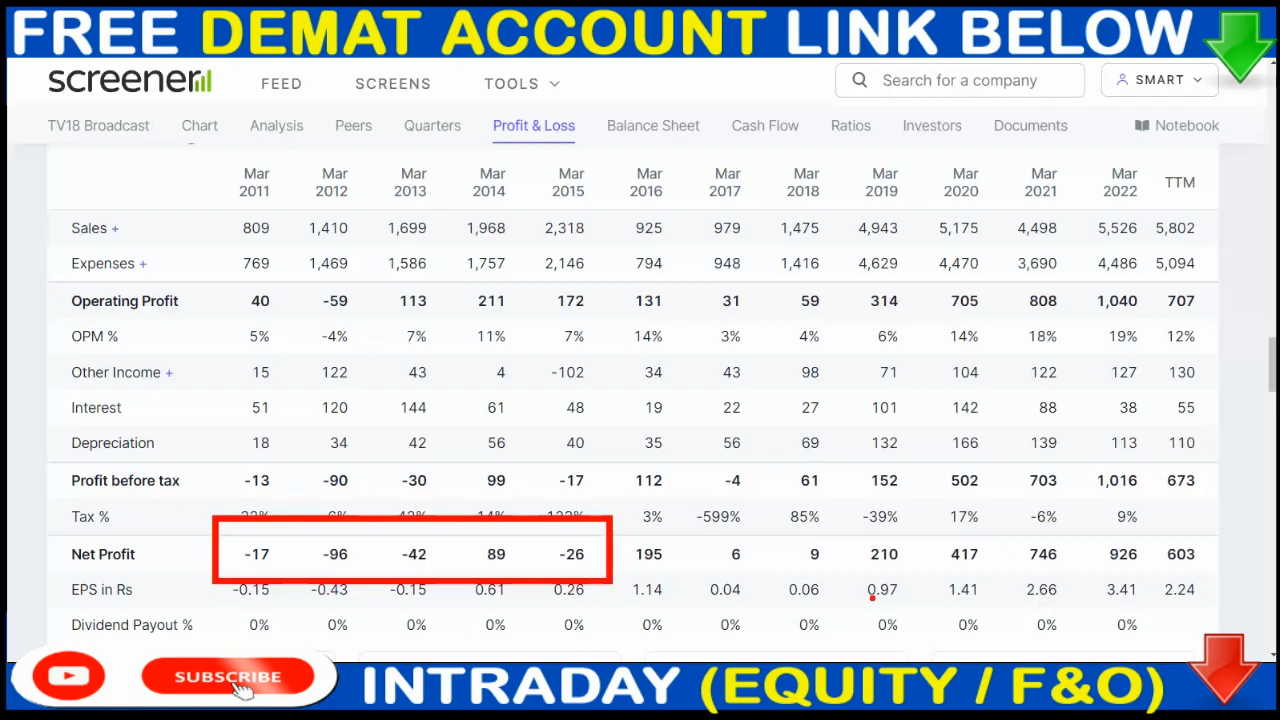 FREE DEMAT ACCOUNT LINK BELOW
screener FEED SCREENS TOOLS Search for a company SMART
TV18 Broadcast Chart Analysis Peers Quarters Profit & Loss Balance Sheet Cash Flow Ratios Investors Documents Notebook
Mar 2011 Mar 2012 Mar 2013 Mar 2014 Mar 2015 Mar 2016 Mar 2017 Mar 2018 Mar 2019 Mar 2020 Mar 2021 Mar 2022 TTM
Sales + 809 1,410 1,699 1,968 2,318 925 979 1,475 4,943 5,175 4,498 5,526 5,802
Expenses + 769 1,469 1,586 1,757 2,146 794 948 1,416 4,629 4,470 3,690 4,486 5,094
Operating Profit 40 -59 113 211 172 131 31 59 314 705 808 1,040 707
OPM % 5% -4% 7% 11% 7% 14% 3% 4% 6% 14% 18% 19% 12%
Other Income + 15 122 43 4 -102 34 43 98 71 104 122 127 130
Interest 51 120 144 61 48 19 22 27 101 142 88 38 55
Depreciation 18 34 42 56 40 35 56 69 132 166 139 113 110
Profit before tax -13 -90 -30 99 -17 112 -4 61 152 502 703 1,016 673
Tax % 3% -599% 85% -39% 17% -6% 9%
Net Profit -17 -96 -42 89 -26 195 6 9 210 417 746 926 603
EPS in Rs -0.15 -0.43 -0.15 0.61 0.26 1.14 0.04 0.06 0.97 1.41 2.66 3.41 2.24
Dividend Payout % 0% 0% 0% 0% 0% 0% 0% 0% 0% 0% 0% 0%
SUBSCRIBE
INTRADAY (EQUITY / F&O)